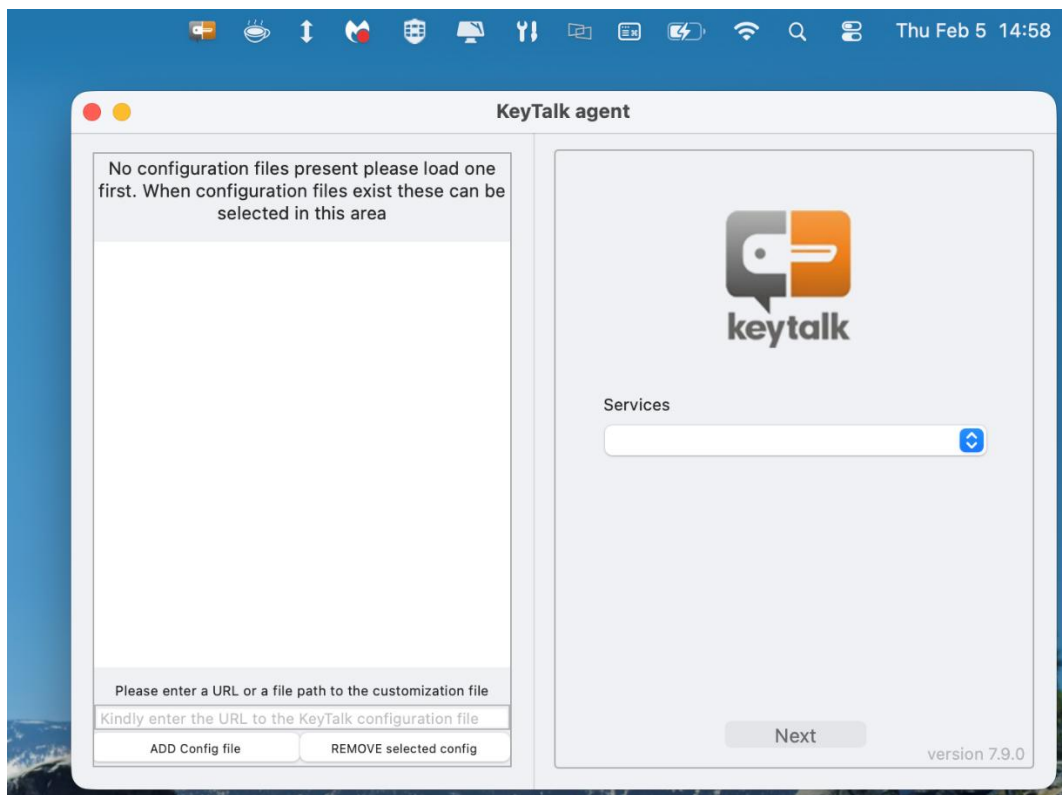 Thu Feb 5 14:58
KeyTalk agent
No configuration files present please load one
first. When configuration files exist these can be
selected in this area
keytalk
Services
Please enter a URL or a file path to the customization file
Kindly enter the URL to the KeyTalk configuration file
ADD Config file
REMOVE selected config
Next
version 7.9.0